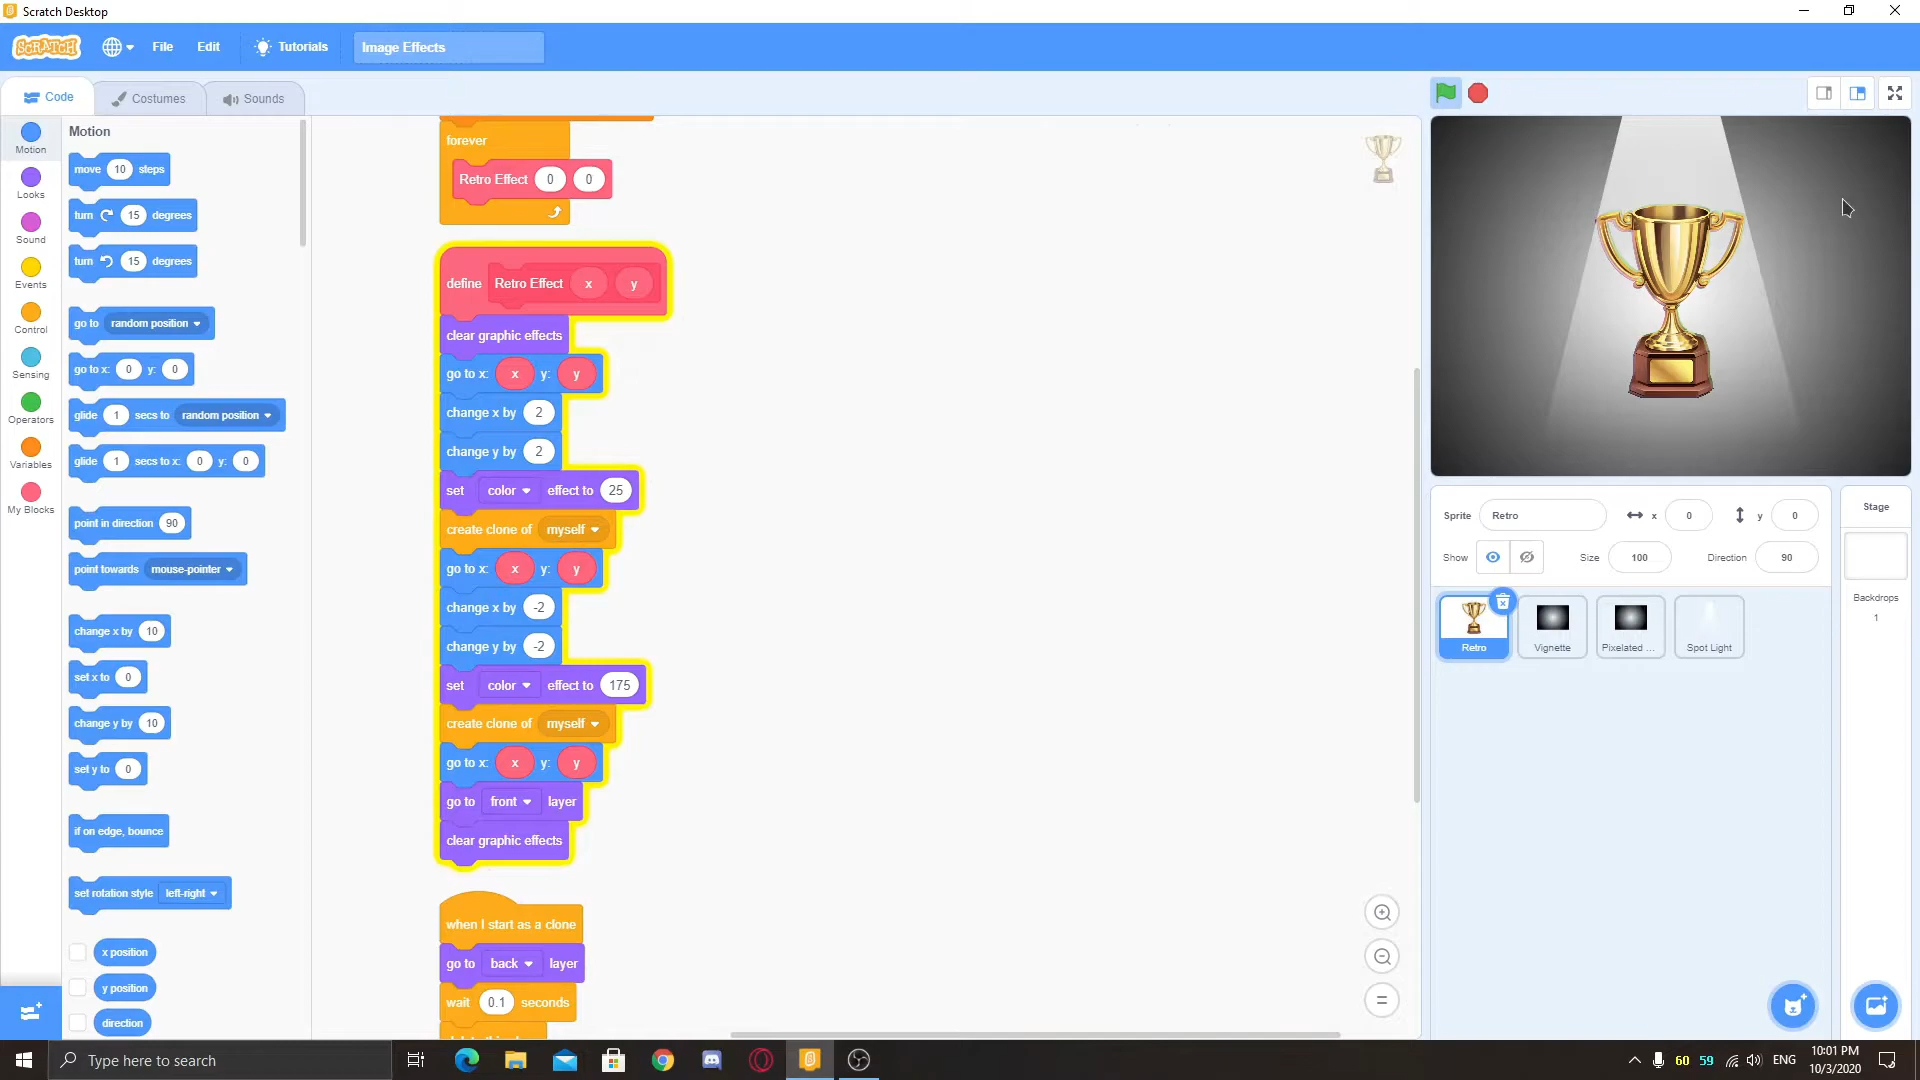 Scratch Desktop
SCRATCH File Edit Tutorials Image Effects
Code Costumes Sounds
Motion
Looks
Sound
Events
Control
Sensing
Operators
Variables
My Blocks
Motion
move 10 steps
turn 15 degrees
turn 15 degrees
go to random position
go to x: 0 y: 0
glide 1 secs to random position
glide 1 secs to x: 0 y: 0
point in direction 90
point towards mouse-pointer
change x by 10
set x to 0
change y by 10
set y to 0
if on edge, bounce
set rotation style left-right
x position
y position
direction
forever
Retro Effect 0 0
define Retro Effect x y
clear graphic effects
go to x: x y: y
change x by 2
change y by 2
set color effect to 25
create clone of myself
go to x: x y: y
change x by -2
change y by -2
set color effect to 175
create clone of myself
go to x: x y: y
go to front layer
clear graphic effects
when I start as a clone
go to back layer
wait 0.1 seconds
Sprite Retro x 0 y 0
Show Size 100 Direction 90
Retro Vignette Pixelated ... Spot Light
Stage
Backdrops
1
Type here to search
60 59 ENG
10:01 PM
10/3/2020